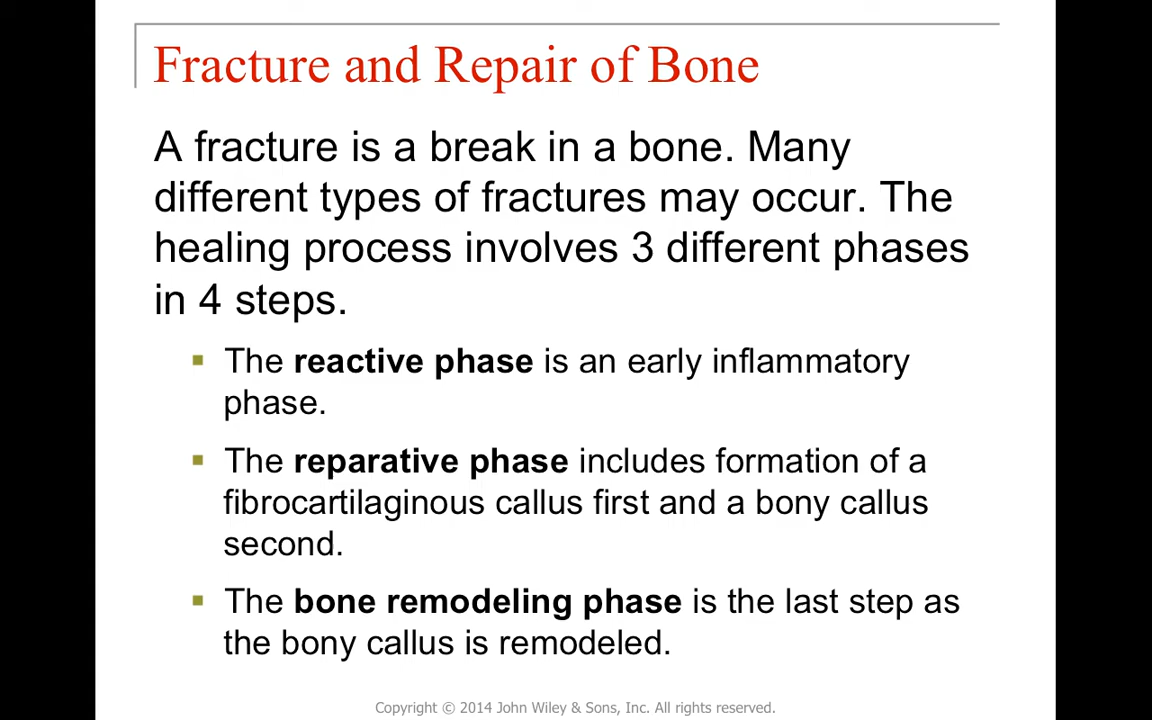 Fracture and Repair of Bone
A fracture is a break in a bone. Many
different types of fractures may occur. The
healing process involves 3 different phases
in 4 steps.
▪ The reactive phase is an early inflammatory
phase.
▪ The reparative phase includes formation of a
fibrocartilaginous callus first and a bony callus
second.
▪ The bone remodeling phase is the last step as
the bony callus is remodeled.
Copyright © 2014 John Wiley & Sons, Inc. All rights reserved.